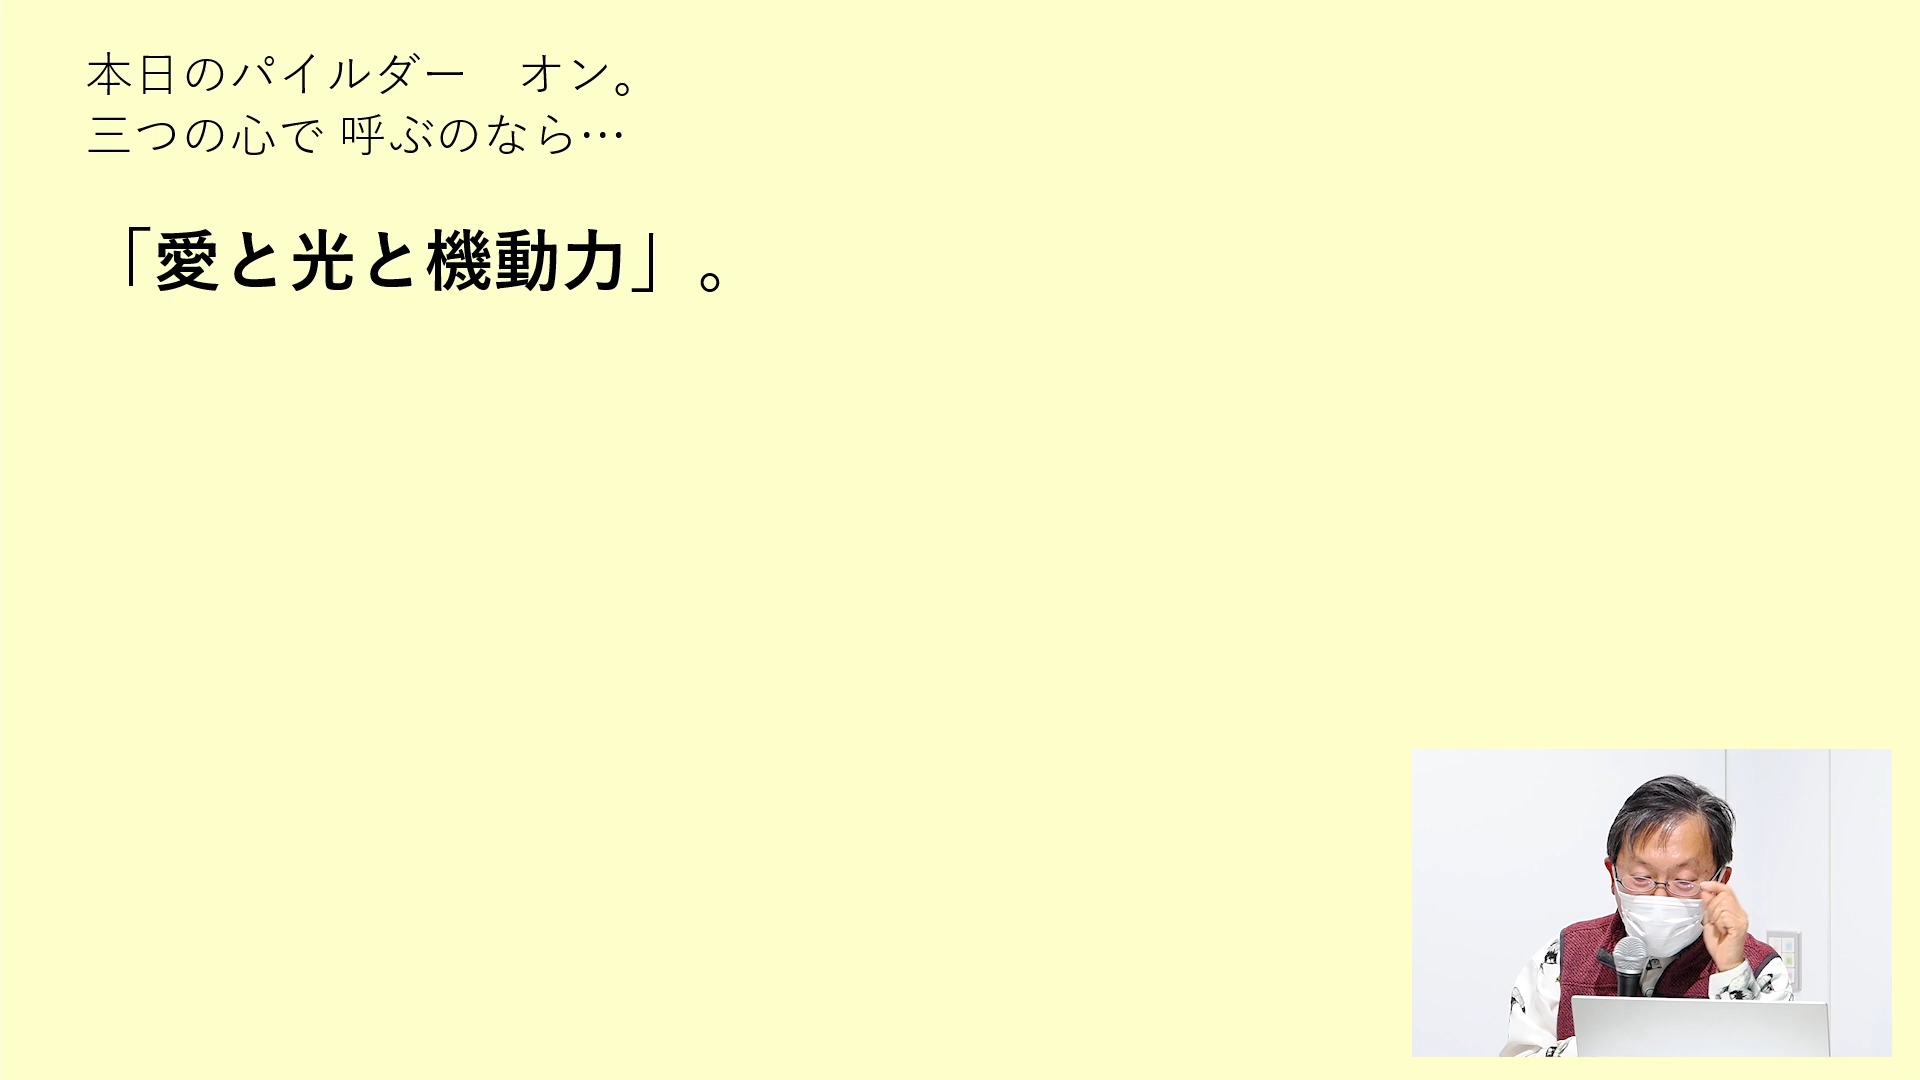 本日のパイルダー　オン。
三つの心で 呼ぶのなら…
「愛と光と機動力」。